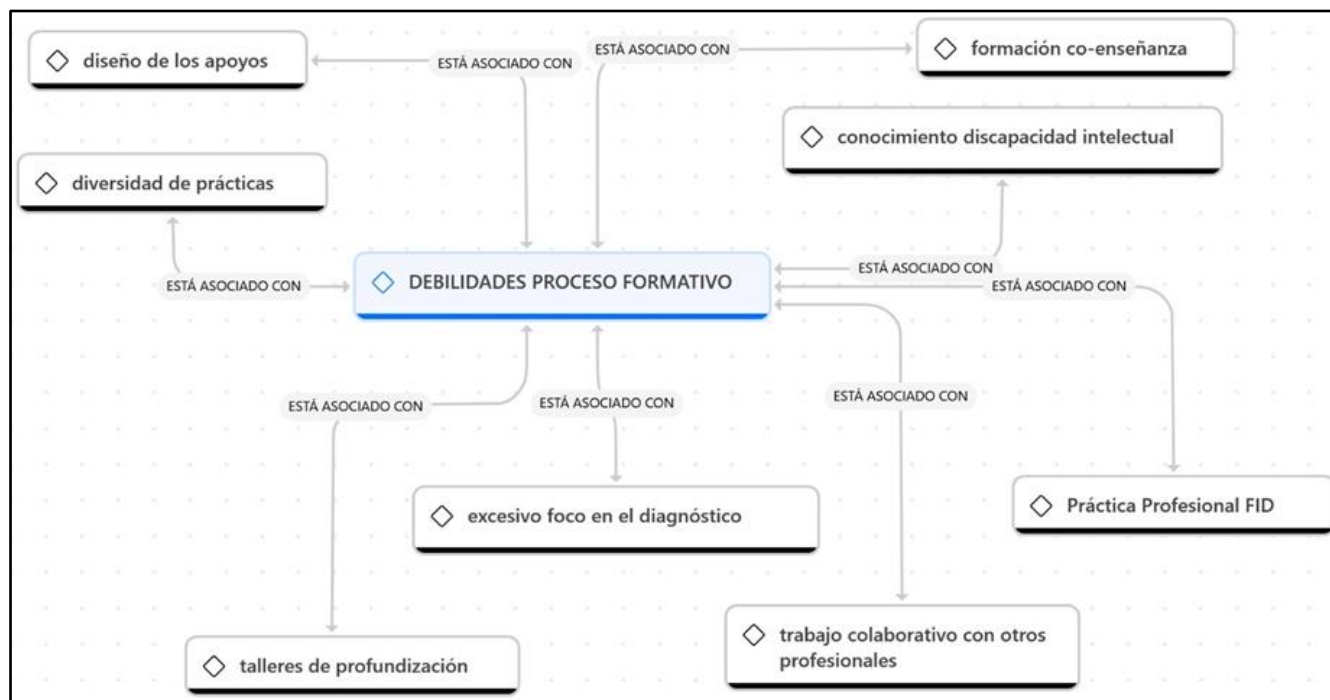 ESTÁ ASOCIADO CON
formación co-enseñanza
diseño de los apoyos
ESTÁ ASOCIADO CON
conocimiento discapacidad intelectual
diversidad de prácticas
ESTÁ ASOCIADO CON
DEBILIDADES PROCESO FORMATIVO
ESTÁ ASOCIADO CON
ESTÁ ASOCIADO CON
ESTÁ ASOCIADO CON
ESTÁ ASOCIADO CON
ESTÁ ASOCIADO CON
excesivo foco en el diagnóstico
Práctica Profesional FID
talleres de profundización
trabajo colaborativo con otros
profesionales